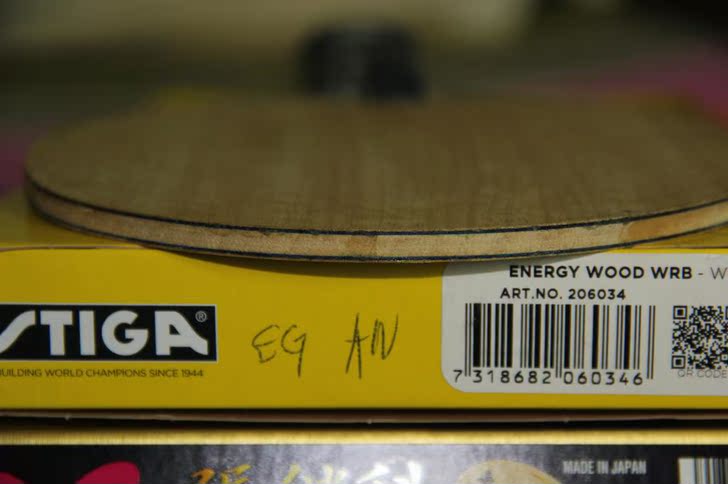 ENERGY WOOD WRB - W
ART.NO. 206034
STIGA®
BUILDING WORLD CHAMPIONS SINCE 1944
EG AN
7 318682 060346
QR CODE
MADE IN JAPAN